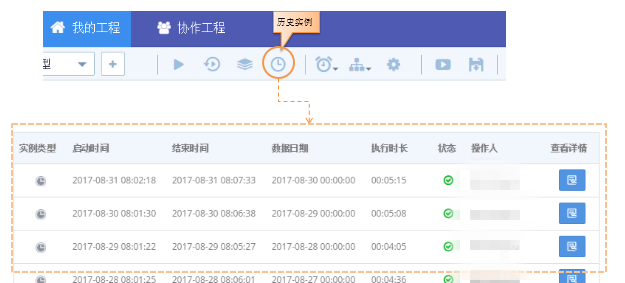 我的工程 协作工程 历史实例
型
实例类型 启动时间 结束时间 数据日期 执行时长 状态 操作人 查看详情
2017-08-31 08:02:18 2017-08-31 08:07:33 2017-08-30 00:00:00 00:05:15
2017-08-30 08:01:30 2017-08-30 08:06:38 2017-08-29 00:00:00 00:05:08
2017-08-29 08:01:22 2017-08-29 08:05:27 2017-08-28 00:00:00 00:04:05
2017-08-28 08:01:25 2017-08-28 08:06:01 2017-08-27 00:00:00 00:04:36